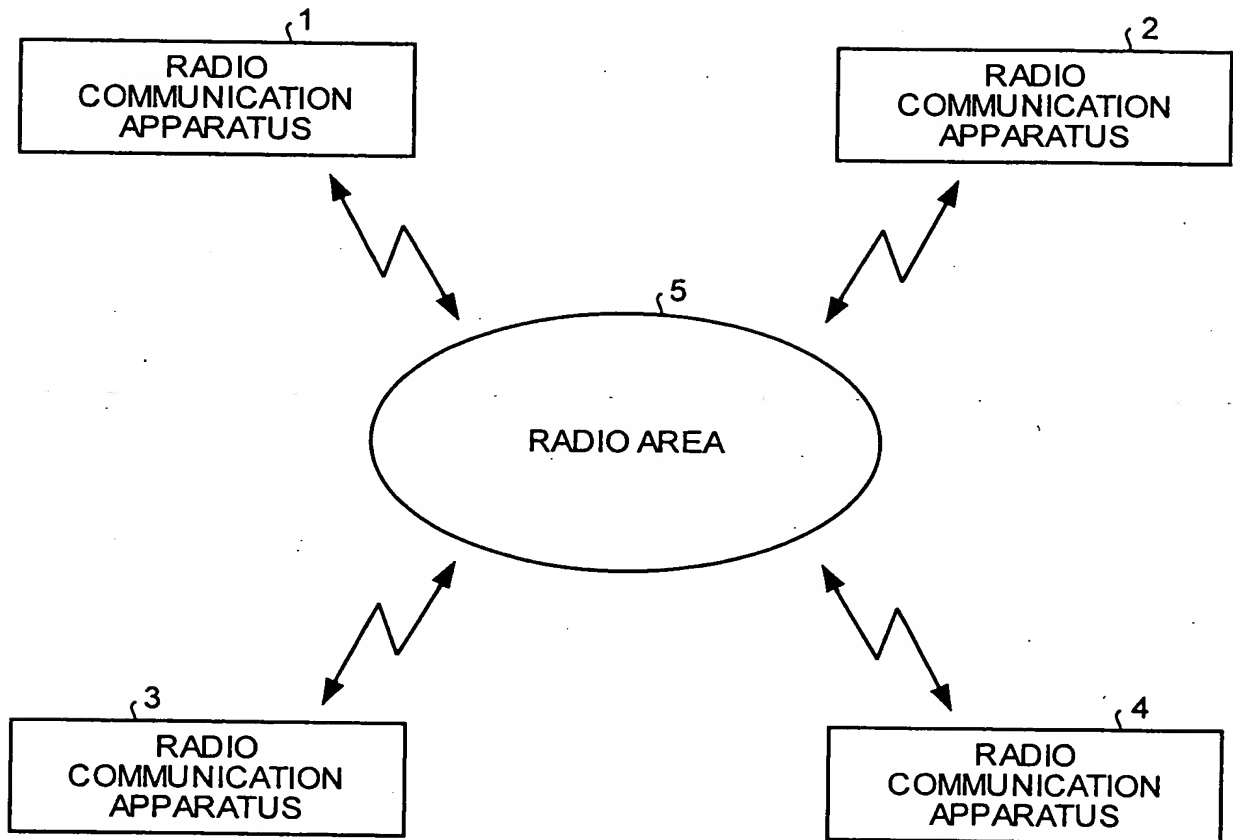 1
RADIO
COMMUNICATION
APPARATUS
2
RADIO
COMMUNICATION
APPARATUS
5
RADIO AREA
3
RADIO
COMMUNICATION
APPARATUS
4
RADIO
COMMUNICATION
APPARATUS